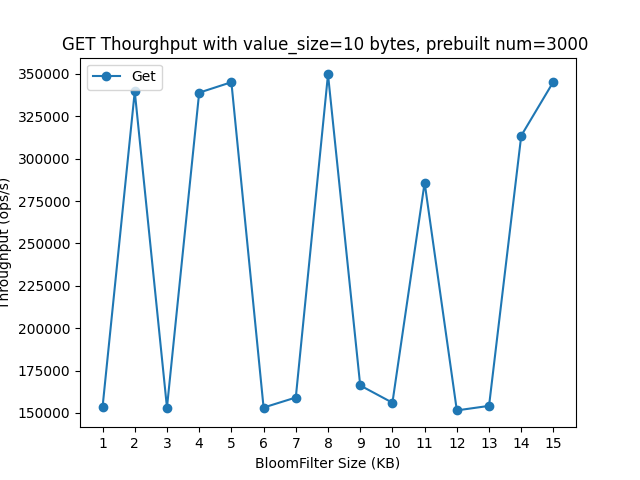 GET Thourghput with value_size=10 bytes, prebuilt num=3000
Get
350000
325000
300000
275000
250000
225000
200000
175000
150000
Throughput (ops/s)
1 2 3 4 5 6 7 8 9 10 11 12 13 14 15
BloomFilter Size (KB)